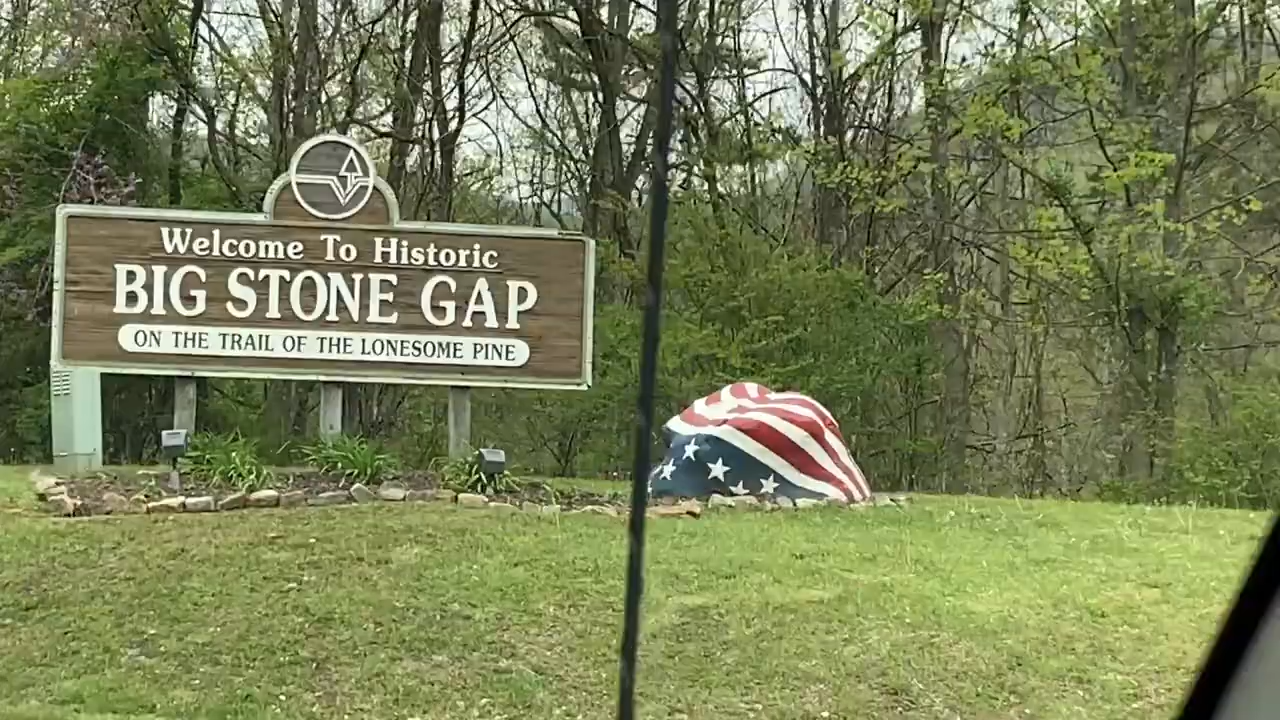 Welcome To Historic
BIG STONE GAP
ON THE TRAIL OF THE LONESOME PINE